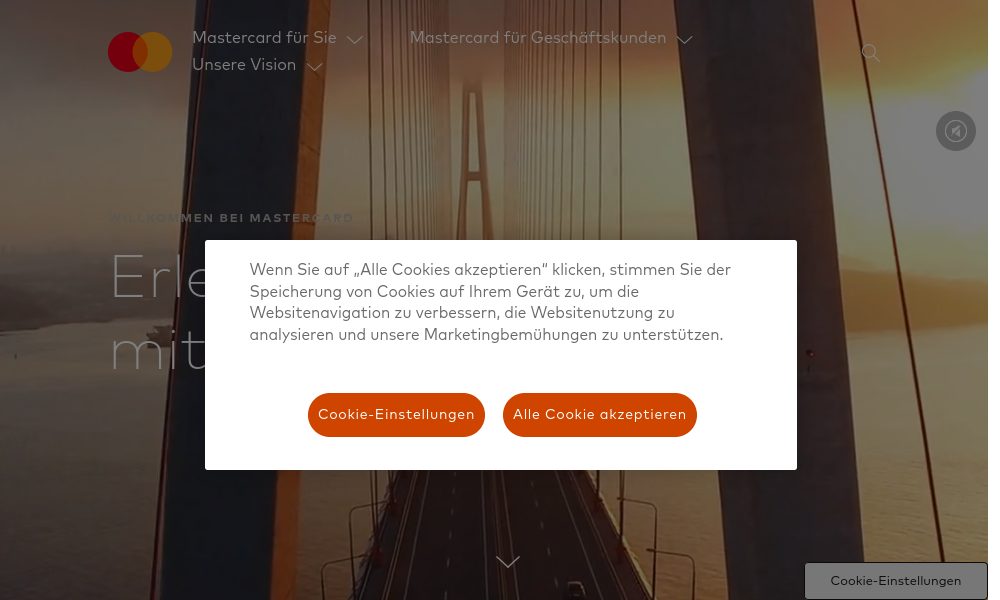 Mastercard für Sie
Mastercard für Geschäftskunden
Unsere Vision
WILLKOMMEN BEI MASTERCARD
Erle
mit
Wenn Sie auf „Alle Cookies akzeptieren“ klicken, stimmen Sie der
Speicherung von Cookies auf Ihrem Gerät zu, um die
Websitenavigation zu verbessern, die Websitenutzung zu
analysieren und unsere Marketingbemühungen zu unterstützen.
Cookie-Einstellungen
Alle Cookie akzeptieren
Cookie-Einstellungen